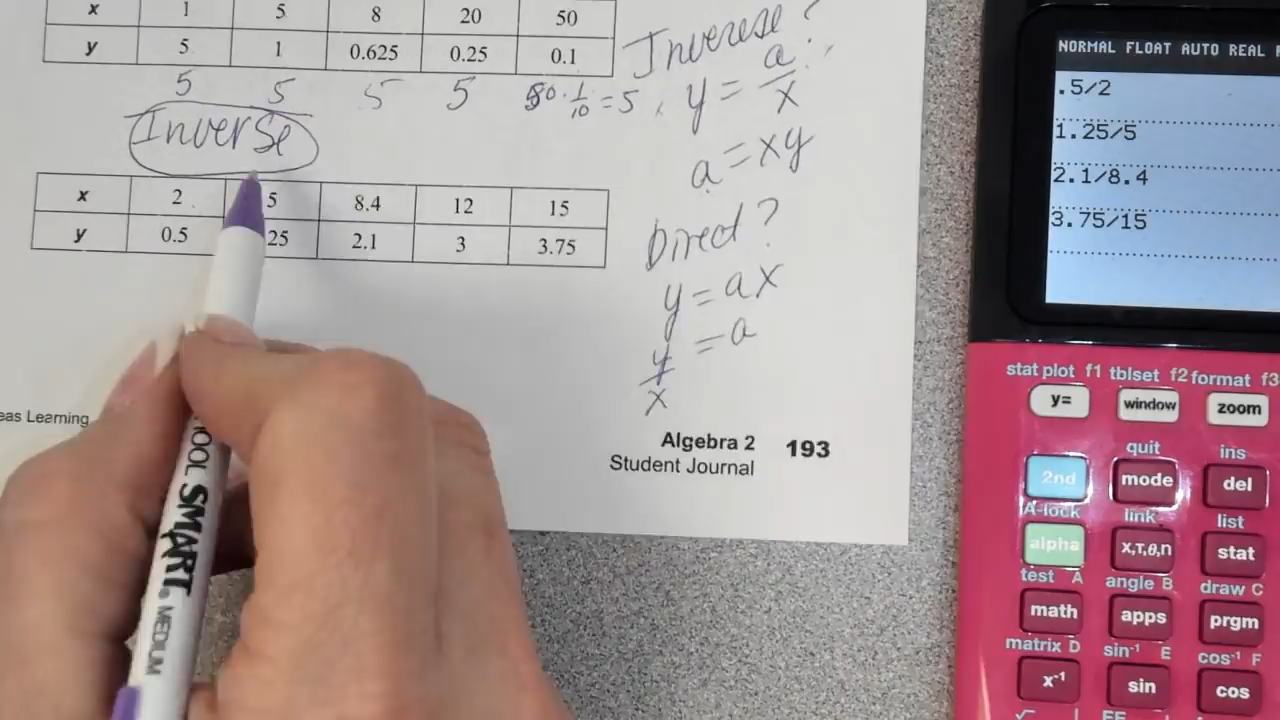 x 1 5 8 20 50
y 5 1 0.625 0.25 0.1
5 5 5 5 50 · 1/10 = 5
Inverse
x 2 5 8.4 12 15
y 0.5 25 2.1 3 3.75
Inverese?
y = a/x
a = xy
Direct?
y = ax
y/x = a
eas Learning
Algebra 2 193
Student Journal
OOL SMART MEDIUM
NORMAL FLOAT AUTO REAL
.5/2
1.25/5
2.1/8.4
3.75/15
stat plot f1 tblset f2 format f3
y= window zoom
quit ins
2nd mode del
A-lock link list
alpha x,T,θ,n stat
test A angle B draw C
math apps prgm
matrix D sin⁻¹ E cos⁻¹ F
x⁻¹ sin cos